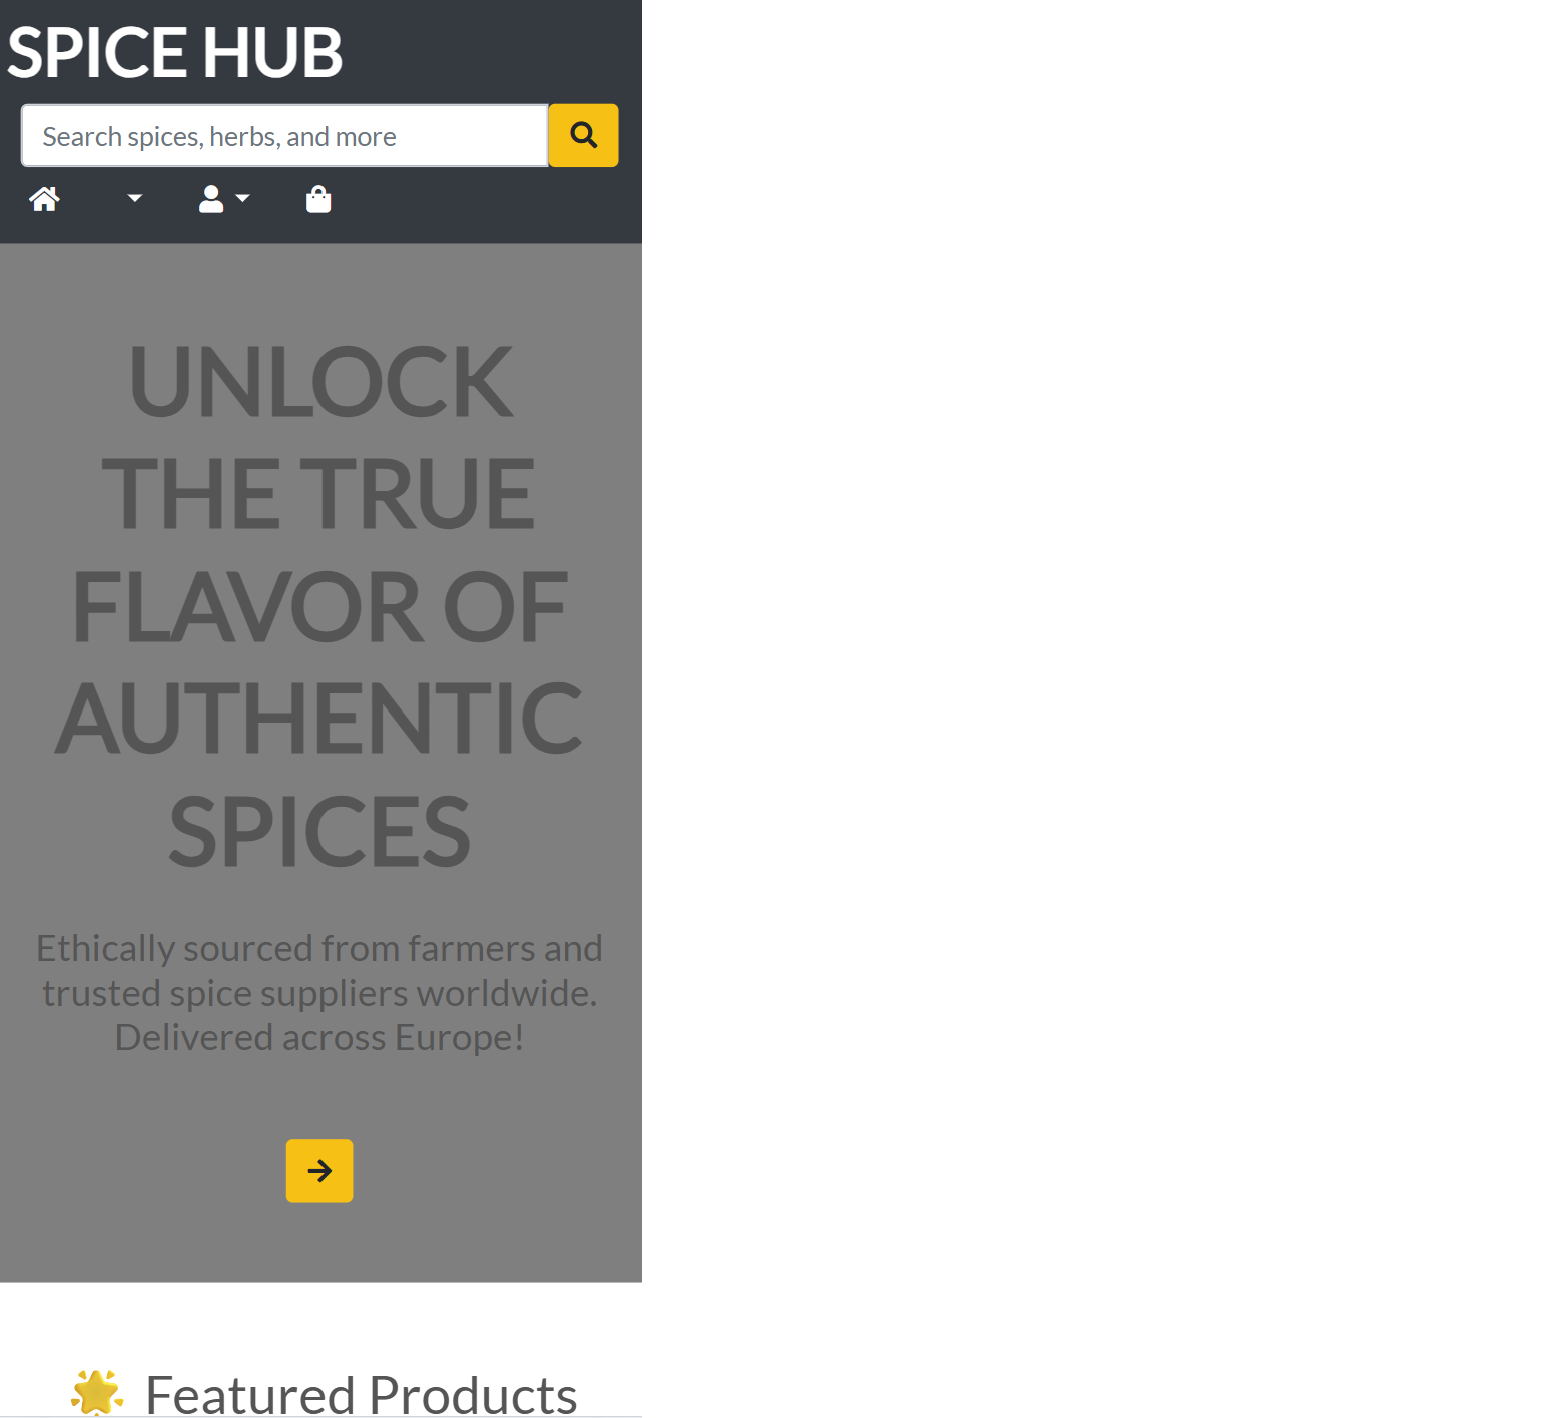 SPICE HUB
Search spices, herbs, and more
UNLOCK
THE TRUE
FLAVOR OF
AUTHENTIC
SPICES
Ethically sourced from farmers and
trusted spice suppliers worldwide.
Delivered across Europe!
🌟 Featured Products